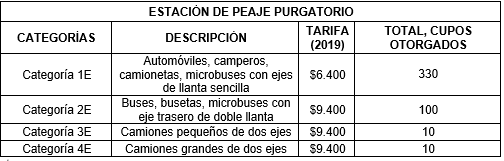 ESTACIÓN DE PEAJE PURGATORIO
CATEGORÍAS DESCRIPCIÓN TARIFA (2019) TOTAL, CUPOS OTORGADOS
Categoría 1E Automóviles, camperos, camionetas, microbuses con ejes de llanta sencilla $6.400 330
Categoría 2E Buses, busetas, microbuses con eje trasero de doble llanta $9.400 100
Categoría 3E Camiones pequeños de dos ejes $9.400 10
Categoría 4E Camiones grandes de dos ejes $9.400 10